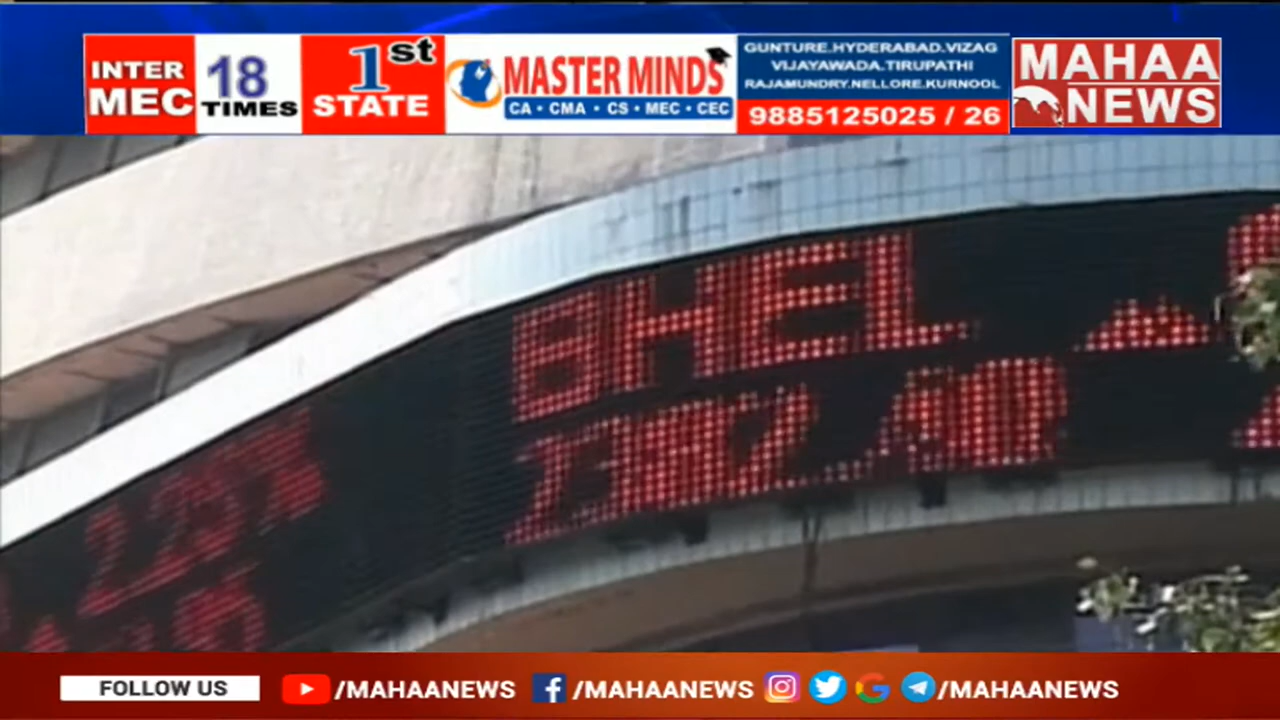 INTER
MEC
18
TIMES
1st
STATE
MASTER MINDS
CA • CMA • CS • MEC • CEC
GUNTURE.HYDERABAD.VIZAG
VIJAYAWADA.TIRUPATHI
RAJAMUNDRY.NELLORE.KURNOOL
9885125025 / 26
MAHAA
NEWS
BHEL
FOLLOW US
/MAHAANEWS
/MAHAANEWS
/MAHAANEWS